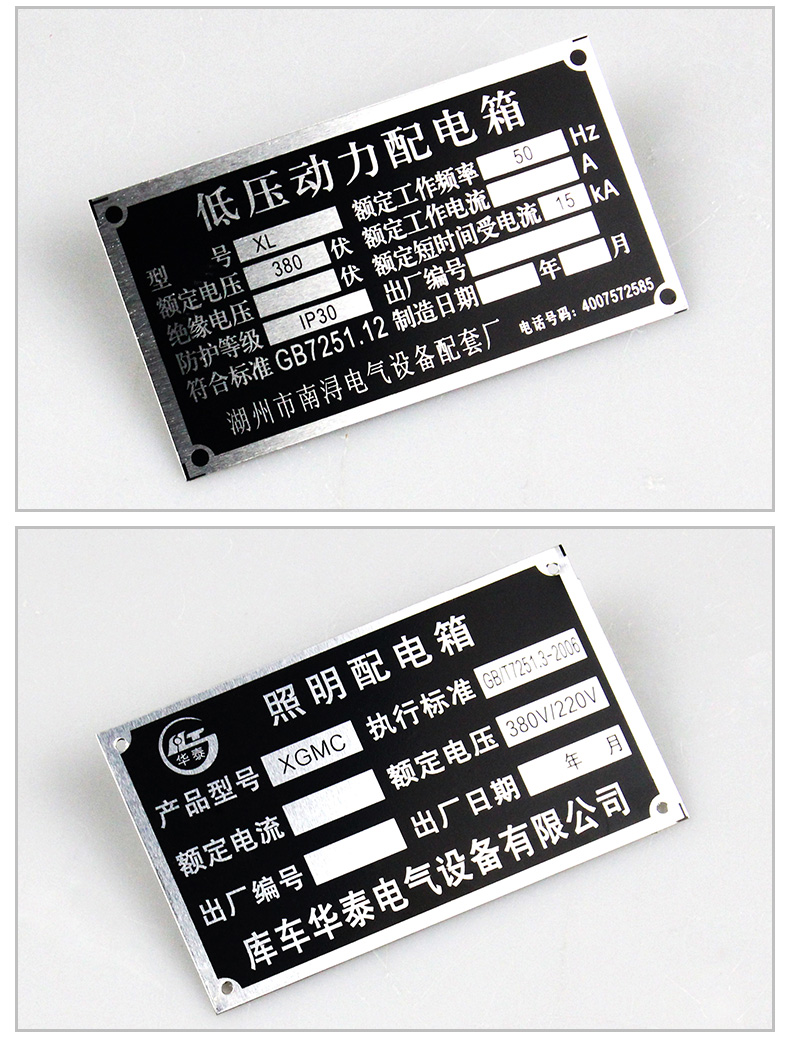 低压动力配电箱
型 号 XL 额定工作频率 50 Hz
额定电压 380 伏 额定工作电流 A
绝缘电压 伏 额定短时间受电流 15 kA
防护等级 IP30 出厂编号
符合标准 GB7251.12 制造日期 年 月
湖州市南浔电气设备配套厂 电话号码：4007572585
照明配电箱
华泰
产品型号 XGMC 执行标准 GB/T7251.3-2006
额定电流 额定电压 380V/220V
出厂编号 出厂日期 年 月
库车华泰电气设备有限公司